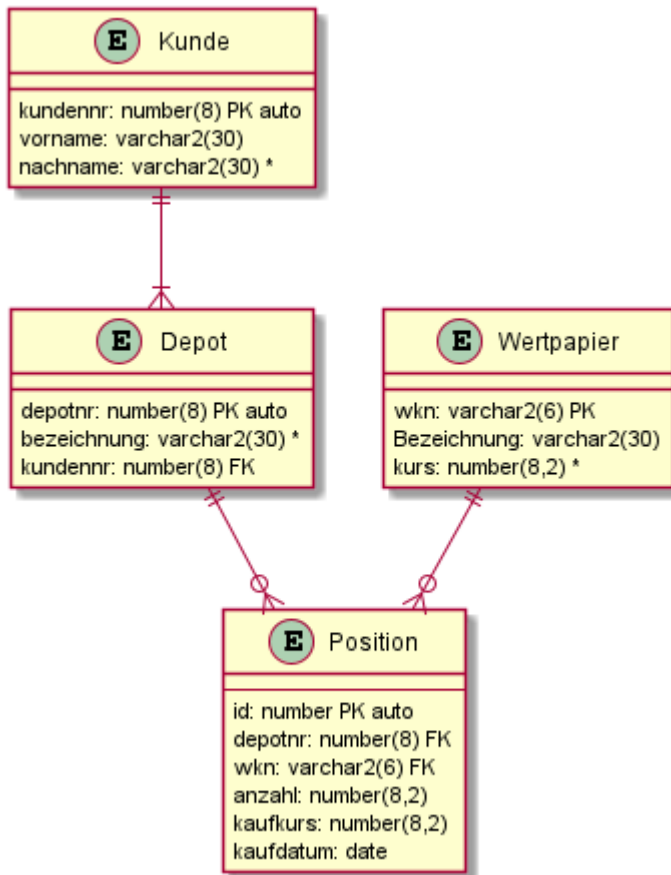 E Kunde
kundennr: number(8) PK auto
vorname: varchar2(30)
nachname: varchar2(30) *
E Depot
depotnr: number(8) PK auto
bezeichnung: varchar2(30) *
kundennr: number(8) FK
E Wertpapier
wkn: varchar2(6) PK
Bezeichnung: varchar2(30)
kurs: number(8,2) *
E Position
id: number PK auto
depotnr: number(8) FK
wkn: varchar2(6) FK
anzahl: number(8,2)
kaufkurs: number(8,2)
kaufdatum: date